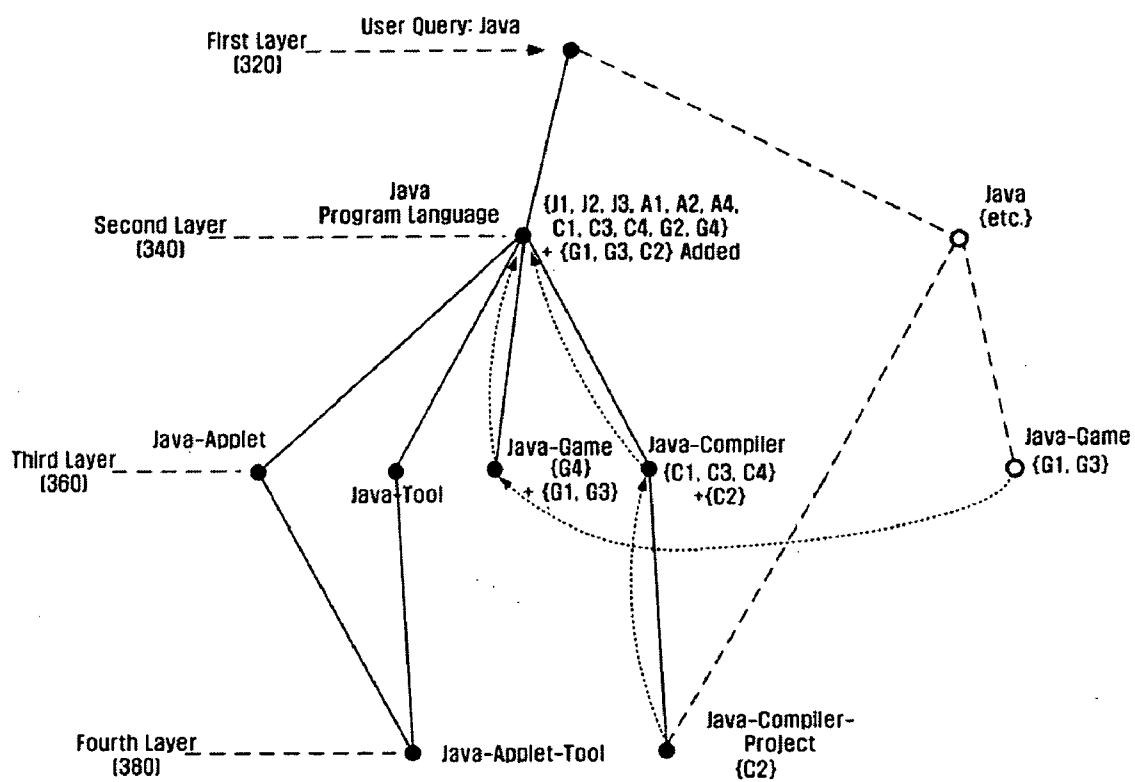 User Query: Java
First Layer
(320)
Java
Program Language
{J1, J2, J3, A1, A2, A4,
C1, C3, C4, G2, G4}
+ {G1, G3, C2} Added
Java
{etc.}
Second Layer
(340)
Java-Applet
Java-Tool
Java-Game
{G4}
+ {G1, G3}
Java-Compiler
{C1, C3, C4}
+{C2}
Java-Game
{G1, G3}
Third Layer
(360)
Fourth Layer
(380)
Java-Applet-Tool
Java-Compiler-
Project
{C2}